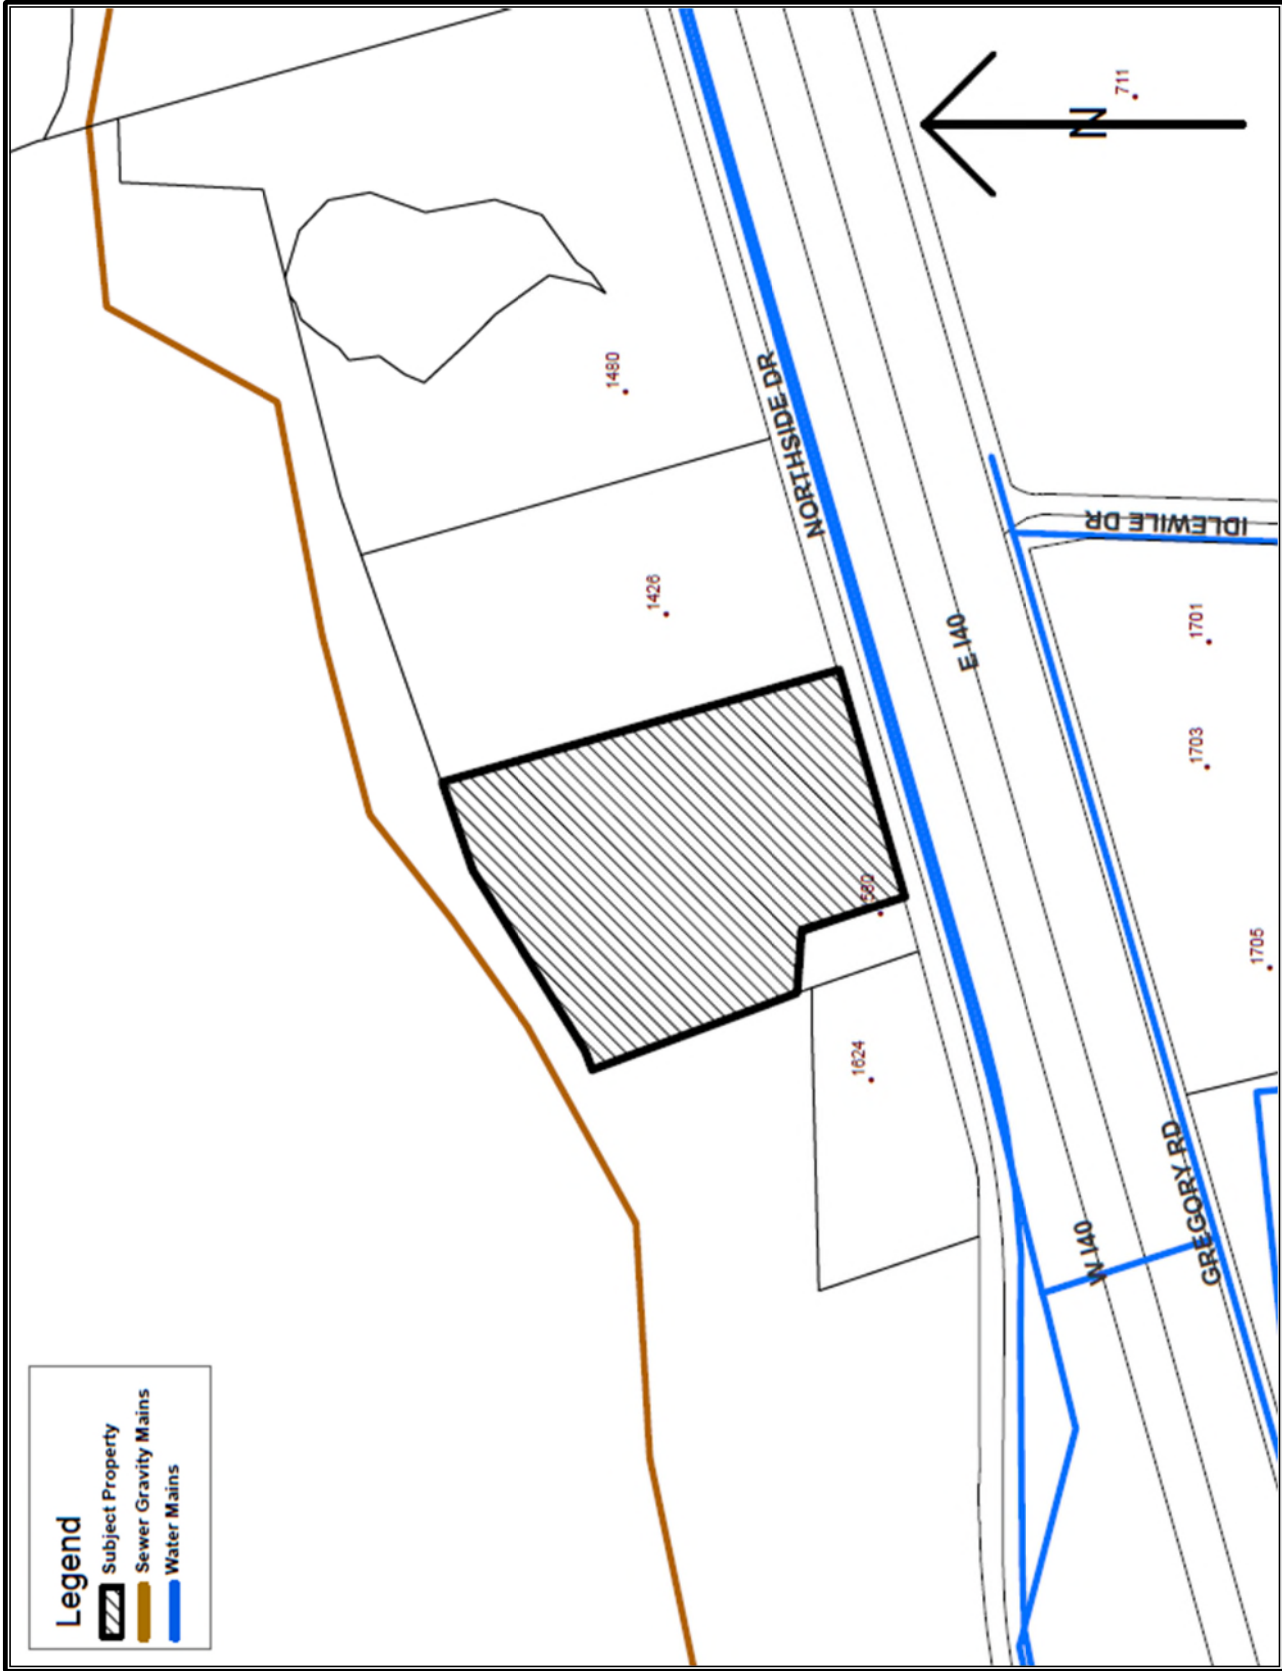 Legend
Subject Property
Sewer Gravity Mains
Water Mains
N
711
1480
NORTHSIDE DR
1426
IDLEWILE DR
E I40
1701
1703
1705
1624
W I40
GREGORY RD